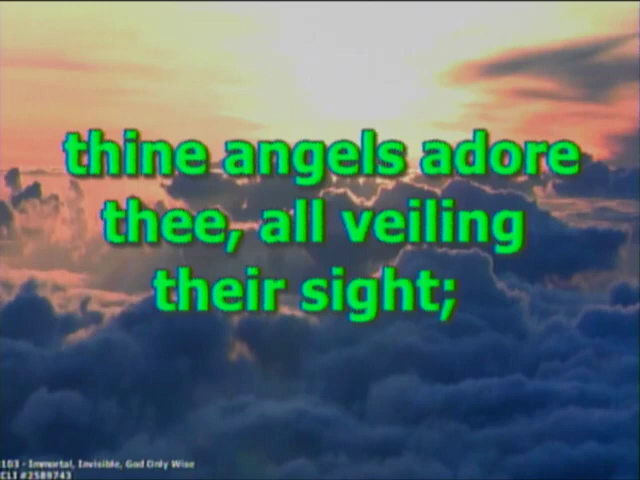 thine angels adore
thee, all veiling
their sight;
103 - Immortal, Invisible, God Only Wise
CLI #2589743